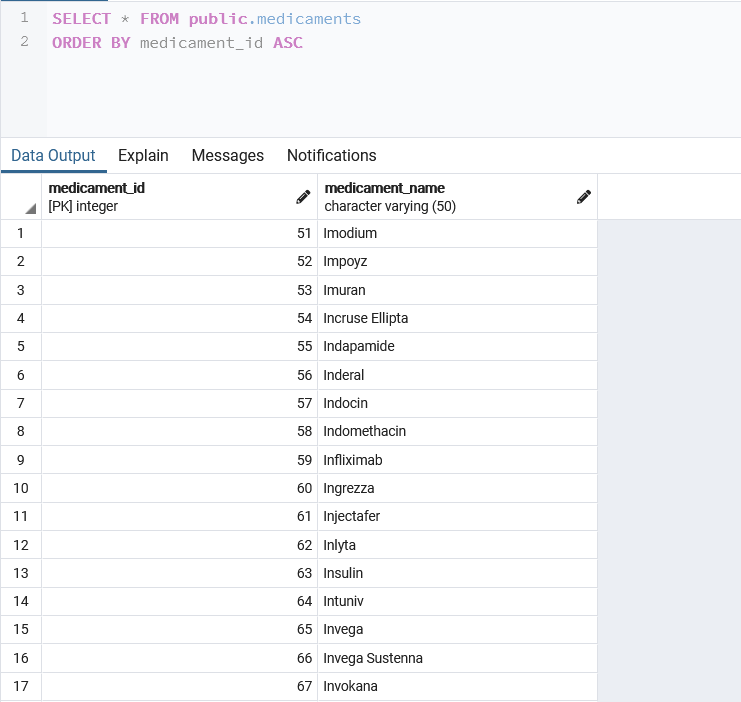 1 SELECT * FROM public.medicaments
2 ORDER BY medicament_id ASC
Data Output Explain Messages Notifications
medicament_id medicament_name
[PK] integer character varying (50)
1 51 Imodium
2 52 Impoyz
3 53 Imuran
4 54 Incruse Ellipta
5 55 Indapamide
6 56 Inderal
7 57 Indocin
8 58 Indomethacin
9 59 Infliximab
10 60 Ingrezza
11 61 Injectafer
12 62 Inlyta
13 63 Insulin
14 64 Intuniv
15 65 Invega
16 66 Invega Sustenna
17 67 Invokana